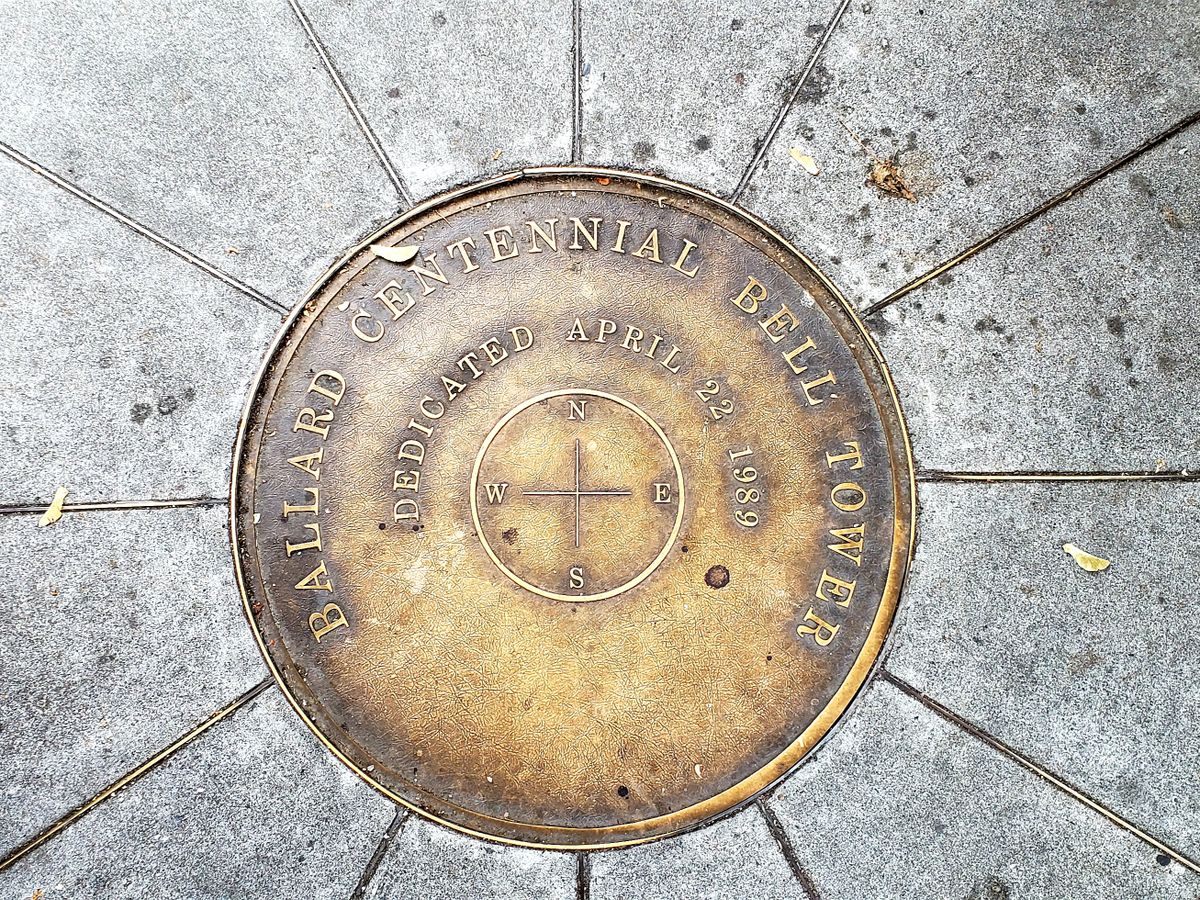 BALLARD CENTENNIAL BELL TOWER
DEDICATED APRIL 22 1989
N
W E
S